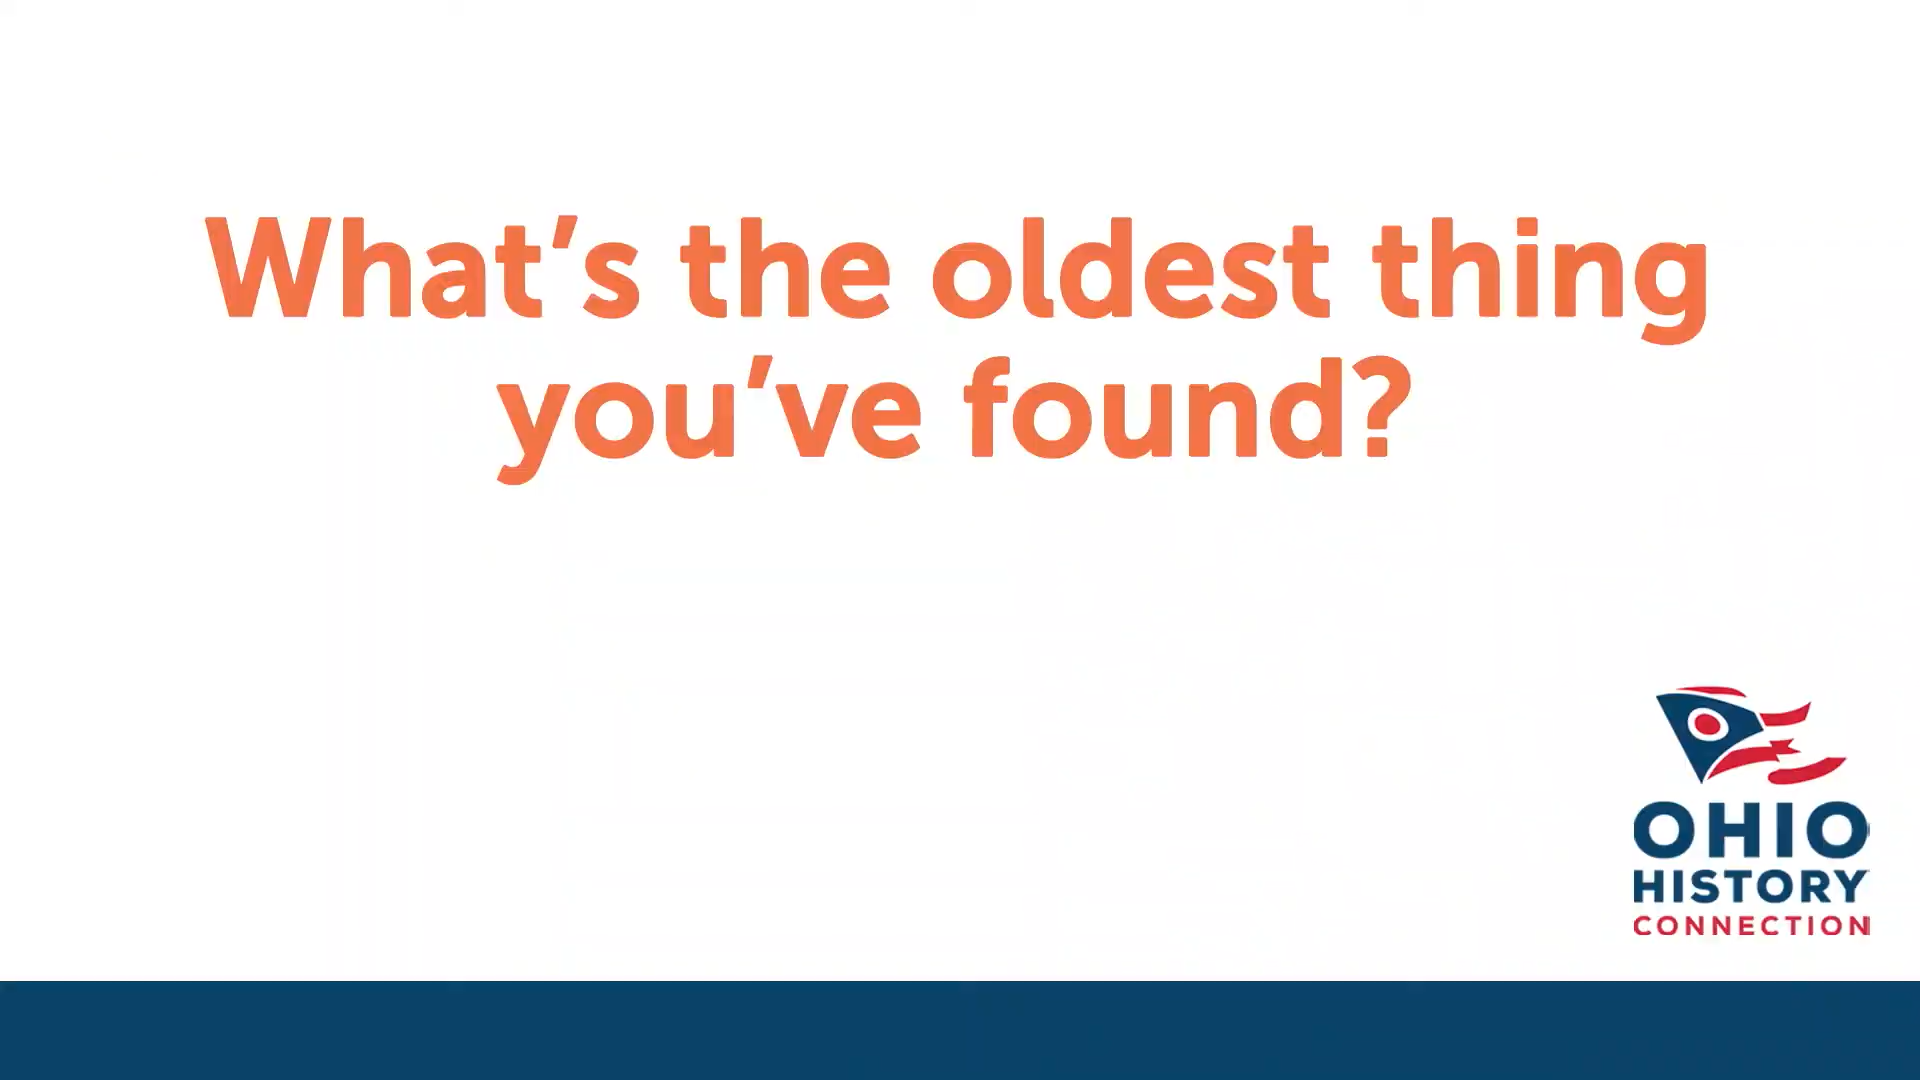 What’s the oldest thing
you’ve found?
OHIO
HISTORY
CONNECTION